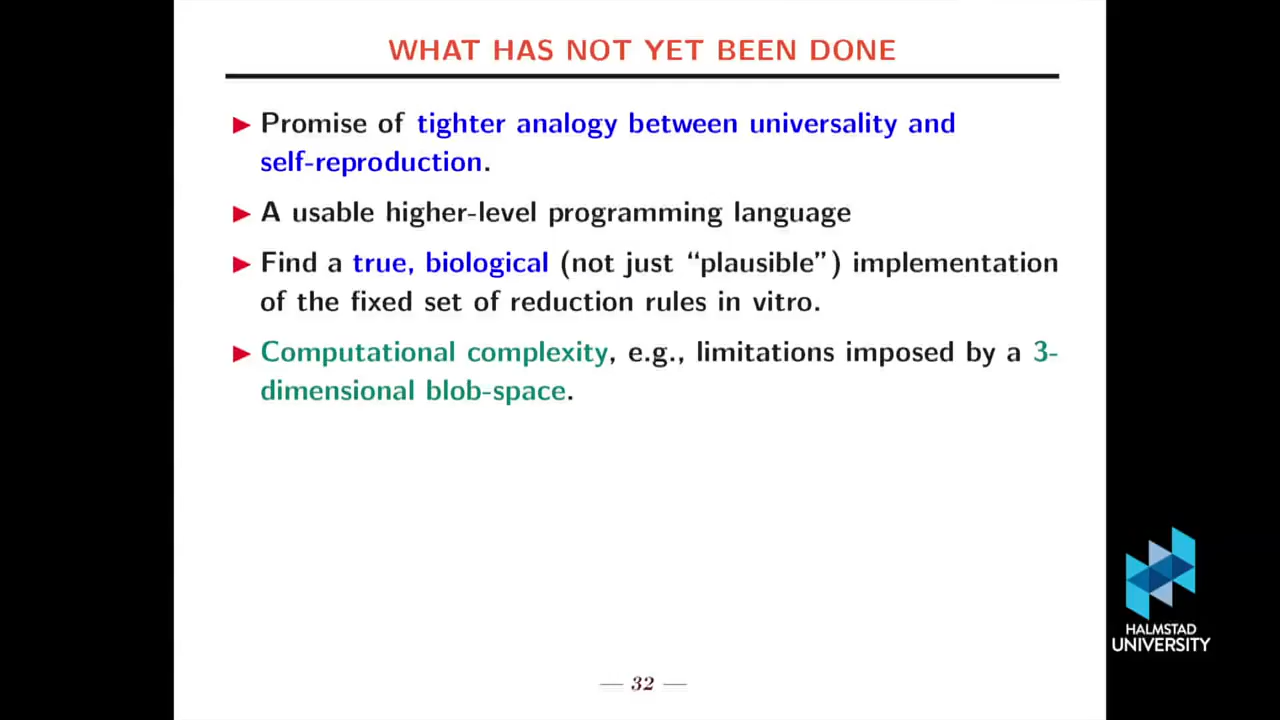 WHAT HAS NOT YET BEEN DONE
▶ Promise of tighter analogy between universality and
self-reproduction.
▶ A usable higher-level programming language
▶ Find a true, biological (not just “plausible”) implementation
of the fixed set of reduction rules in vitro.
▶ Computational complexity, e.g., limitations imposed by a 3-
dimensional blob-space.
HALMSTAD
UNIVERSITY
— 32 —